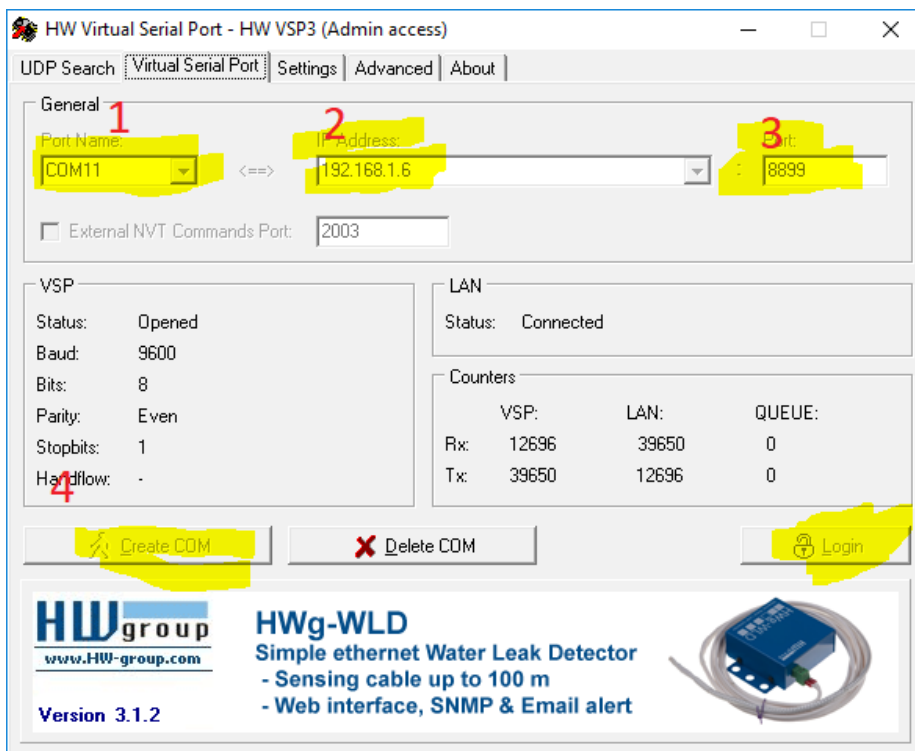 HW Virtual Serial Port - HW VSP3 (Admin access)
UDP Search Virtual Serial Port Settings Advanced About
General
1 2 3
Port Name: IP Address: Port:
COM11 <==> 192.168.1.6 : 8899
External NVT Commands Port: 2003
VSP
Status: Opened
Baud: 9600
Bits: 8
Parity: Even
Stopbits: 1
Handflow: -
LAN
Status: Connected
Counters
VSP: LAN: QUEUE:
Rx: 12696 39650 0
Tx: 39650 12696 0
4
Create COM Delete COM Login
HW group
www.HW-group.com
Version 3.1.2
HWg-WLD
Simple ethernet Water Leak Detector
- Sensing cable up to 100 m
- Web interface, SNMP & Email alert